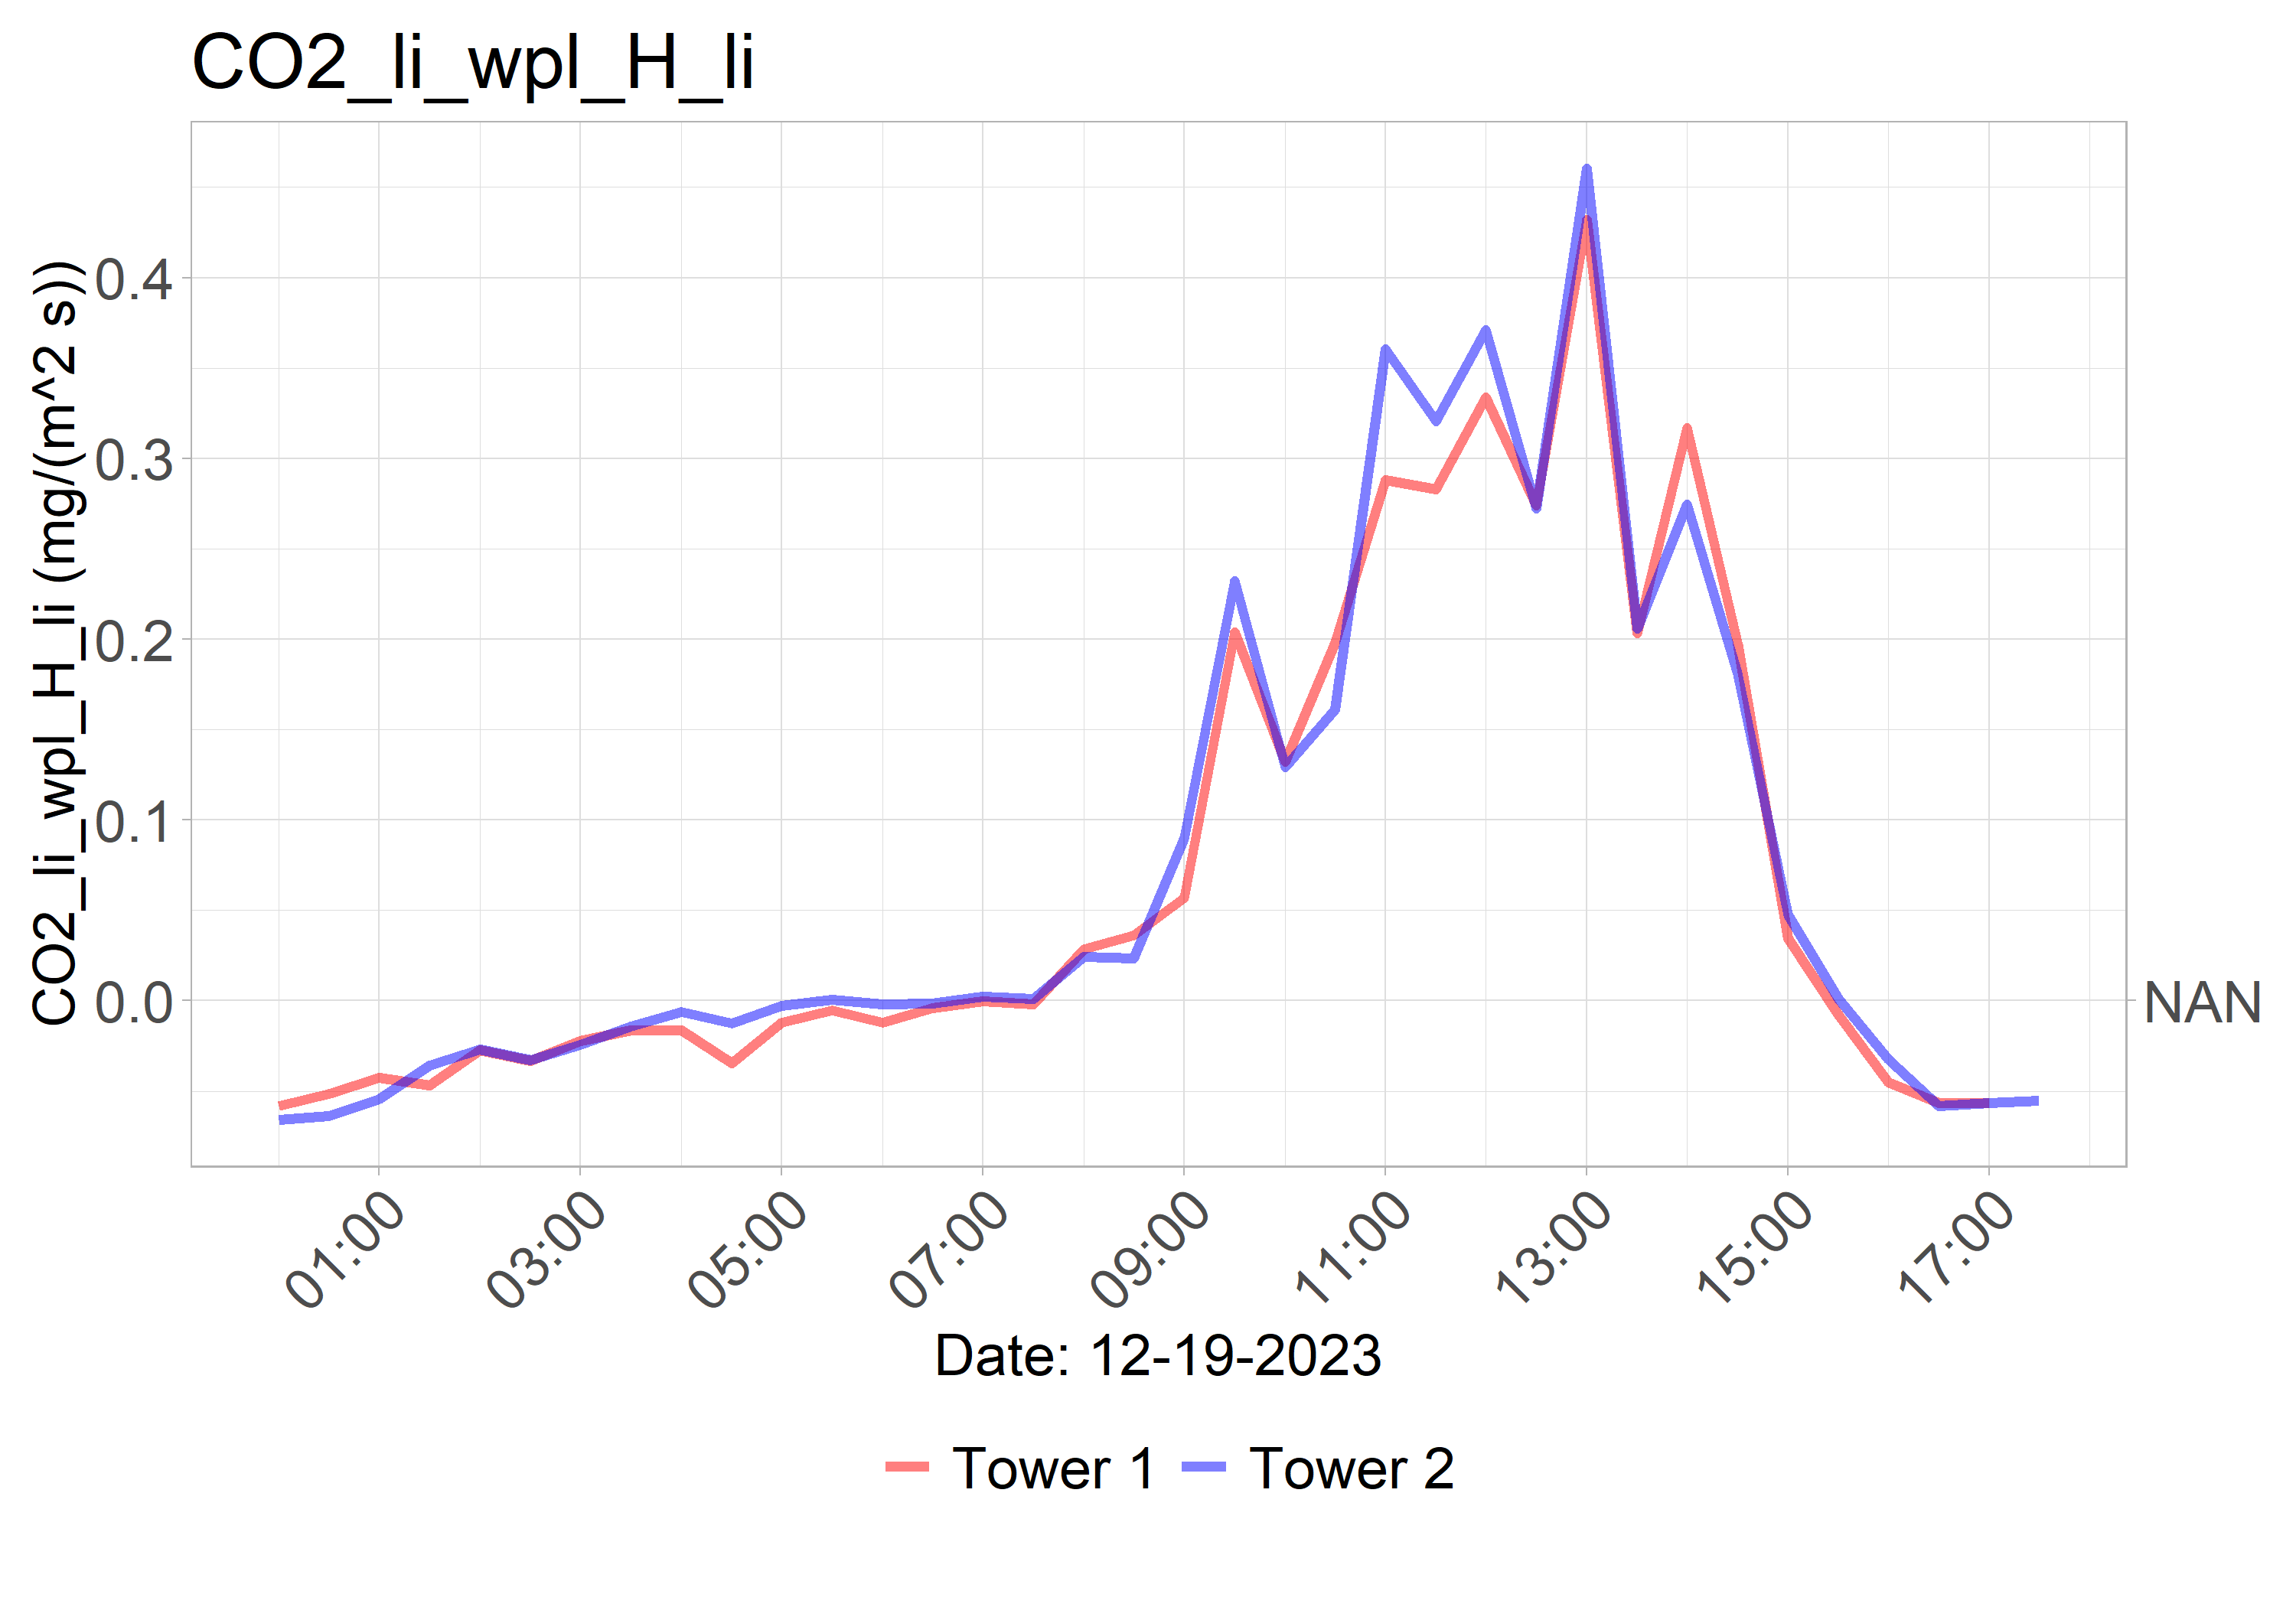 CO2_li_wpl_H_li
CO2_li_wpl_H_li (mg/(m^2 s))
0.4
0.3
0.2
0.1
0.0
NAN
01:00 03:00 05:00 07:00 09:00 11:00 13:00 15:00 17:00
Date: 12-19-2023
Tower 1 Tower 2